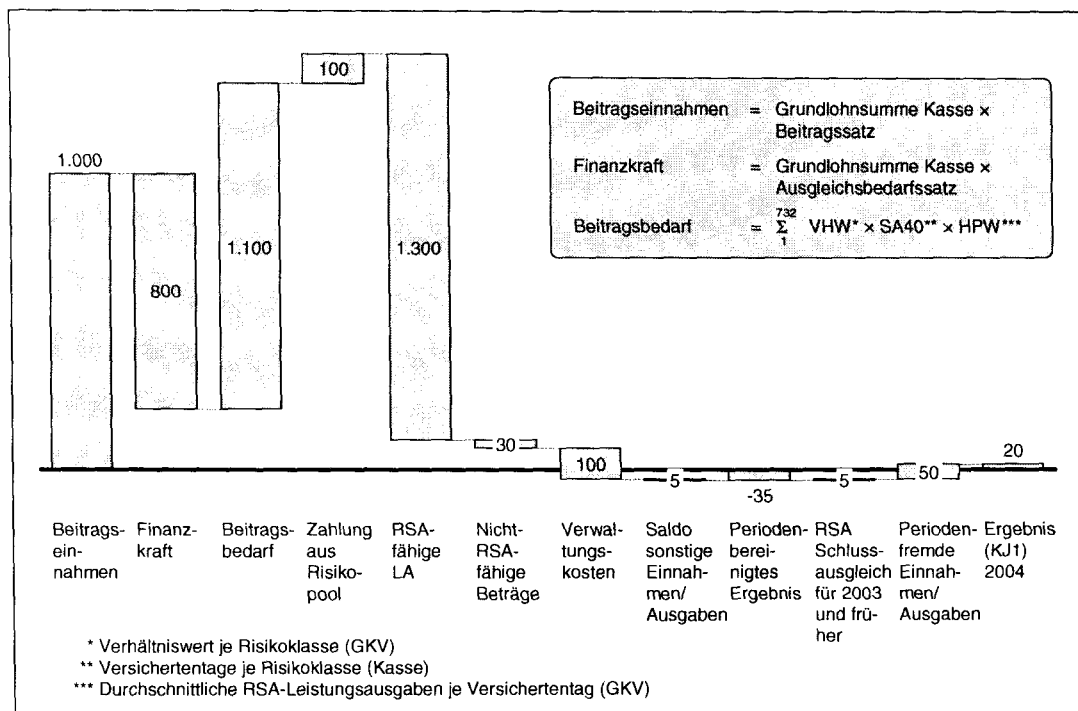 100
1.000
1.100
1.300
800
30
100
5
-35
5
50
20
Beitragseinnahmen = Grundlohnsumme Kasse ×
Beitragssatz
Finanzkraft = Grundlohnsumme Kasse ×
Ausgleichsbedarfssatz
Beitragsbedarf = 732 Σ 1 VHW* × SA40** × HPW***
Beitrags-
ein-
nahmen
Finanz-
kraft
Beitrags-
bedarf
Zahlung
aus
Risiko-
pool
RSA-
fähige
LA
Nicht-
RSA-
fähige
Beträge
Verwal-
tungs-
kosten
Saldo
sonstige
Einnah-
men/
Ausgaben
Perioden-
berei-
nigtes
Ergebnis
RSA
Schluss-
ausgleich
für 2003
und frü-
her
Perioden-
fremde
Einnah-
men/
Ausgaben
Ergebnis
(KJ1)
2004
* Verhältniswert je Risikoklasse (GKV)
** Versichertentage je Risikoklasse (Kasse)
*** Durchschnittliche RSA-Leistungsausgaben je Versichertentag (GKV)